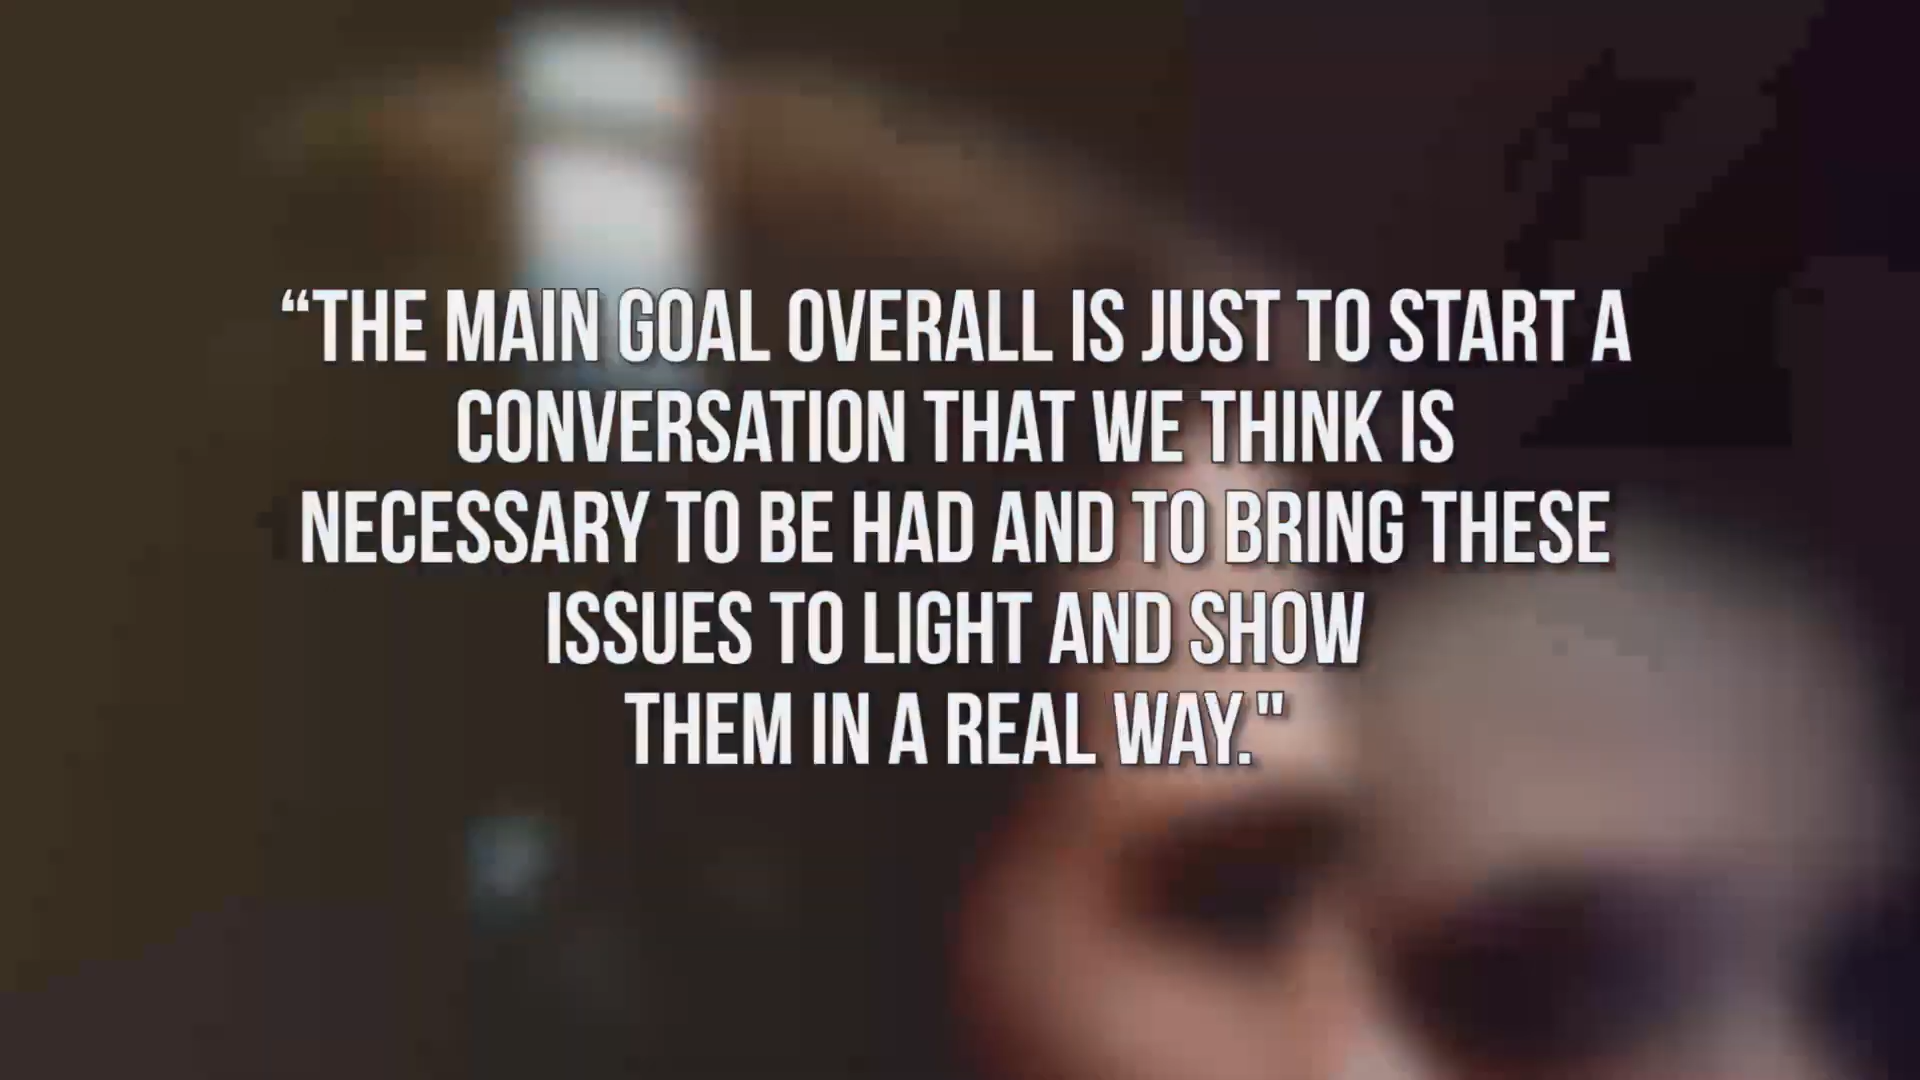 “THE MAIN GOAL OVERALL IS JUST TO START A
CONVERSATION THAT WE THINK IS
NECESSARY TO BE HAD AND TO BRING THESE
ISSUES TO LIGHT AND SHOW
THEM IN A REAL WAY."